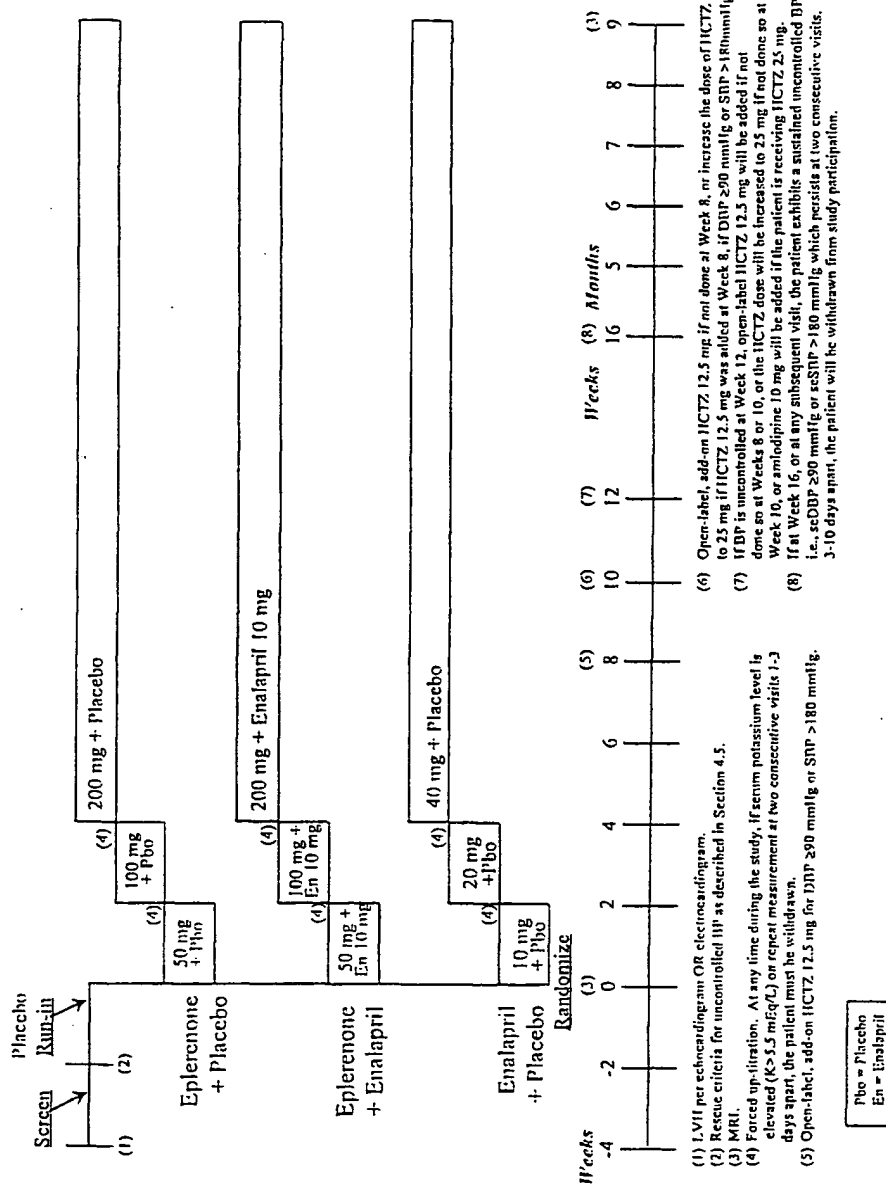 Placebo
Screen Run-in
(1) (2)
Eplerenone
+ Placebo
50 mg
+ Pbo
(4)
100 mg
+ Pbo
(4)
200 mg + Placebo
Eplerenone
+ Enalapril
50 mg +
En 10 mg
(4)
100 mg +
En 10 mg
(4)
200 mg + Enalapril 10 mg
Enalapril
+ Placebo
10 mg
+ Pbo
(4)
20 mg
+Pbo
(4)
40 mg + Placebo
Randomize
(3) (5) (6) (7) Weeks (8) Months (3)
Weeks -4 -2 0 2 4 6 8 10 12 16 5 6 7 8 9
(1) LVH per echocardiogram OR electrocardiogram.
(2) Rescue criteria for uncontrolled BP as described in Section 4.5.
(3) MRI.
(4) Forced up-titration. At any time during the study, if serum potassium level is
elevated (K> 5.5 mEq/L) on repeat measurement at two consecutive visits 1-3
days apart, the patient must be withdrawn.
(5) Open-label, add-on HCTZ 12.5 mg for DBP ≥90 mmHg or SBP >180 mmHg.
(6) Open-label, add-on HCTZ 12.5 mg if not done at Week 8, or increase the dose of HCTZ
to 25 mg if HCTZ 12.5 mg was added at Week 8, if DBP ≥90 mmHg or SBP >180mmHg
(7) If BP is uncontrolled at Week 12, open-label HCTZ 12.5 mg will be added if not
done so at Weeks 8 or 10, or the HCTZ dose will be increased to 25 mg if not done so at
Week 10, or amlodipine 10 mg will be added if the patient is receiving HCTZ 25 mg.
(8) If at Week 16, or at any subsequent visit, the patient exhibits a sustained uncontrolled BP
i.e., seDBP ≥90 mmHg or seSBP >180 mmHg which persists at two consecutive visits.
3-10 days apart, the patient will be withdrawn from study participation.
Pbo = Placebo
En = Enalapril